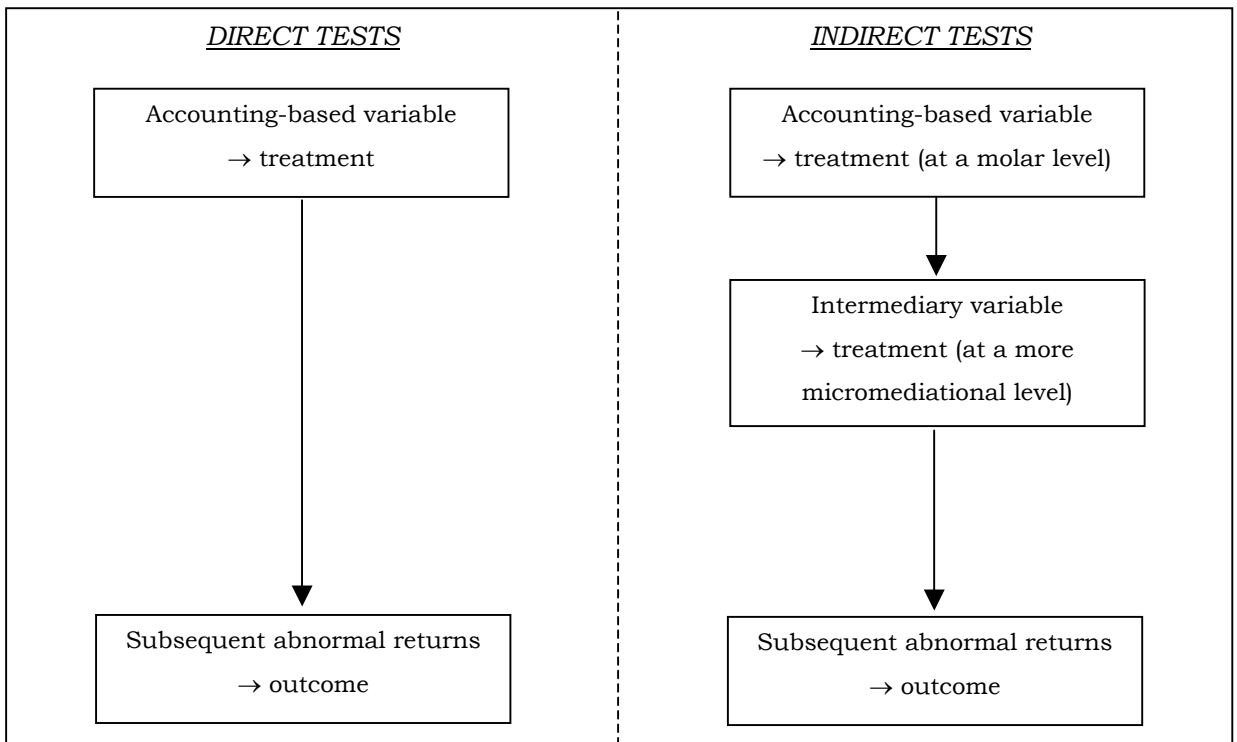 DIRECT TESTS
Accounting-based variable
→ treatment
Subsequent abnormal returns
→ outcome
INDIRECT TESTS
Accounting-based variable
→ treatment (at a molar level)
Intermediary variable
→ treatment (at a more
micromediational level)
Subsequent abnormal returns
→ outcome